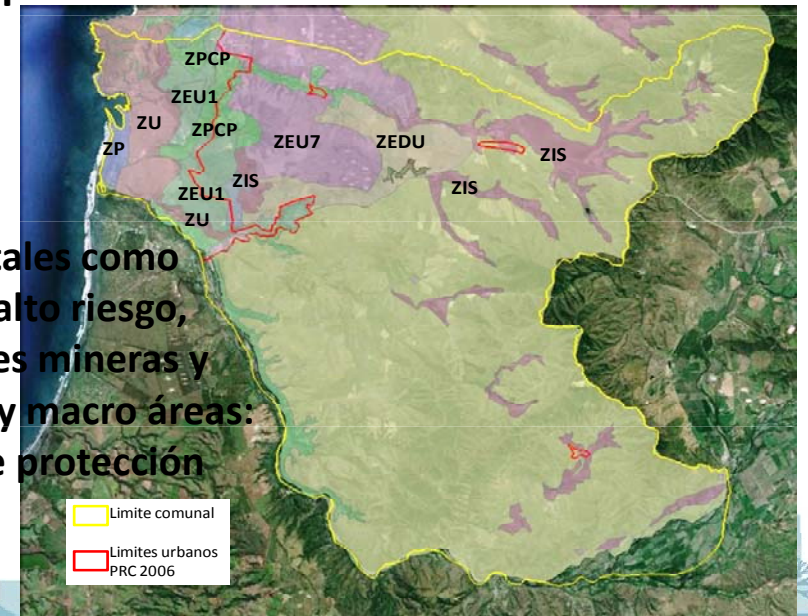 ZPCP
ZEU1
ZU
ZPCP
ZP
ZEU7
ZEDU
ZIS
ZIS
ZIS
ZEU1
ZU
tales como
alto riesgo,
es mineras y
y macro áreas:
e protección
Limite comunal
Limites urbanos
PRC 2006